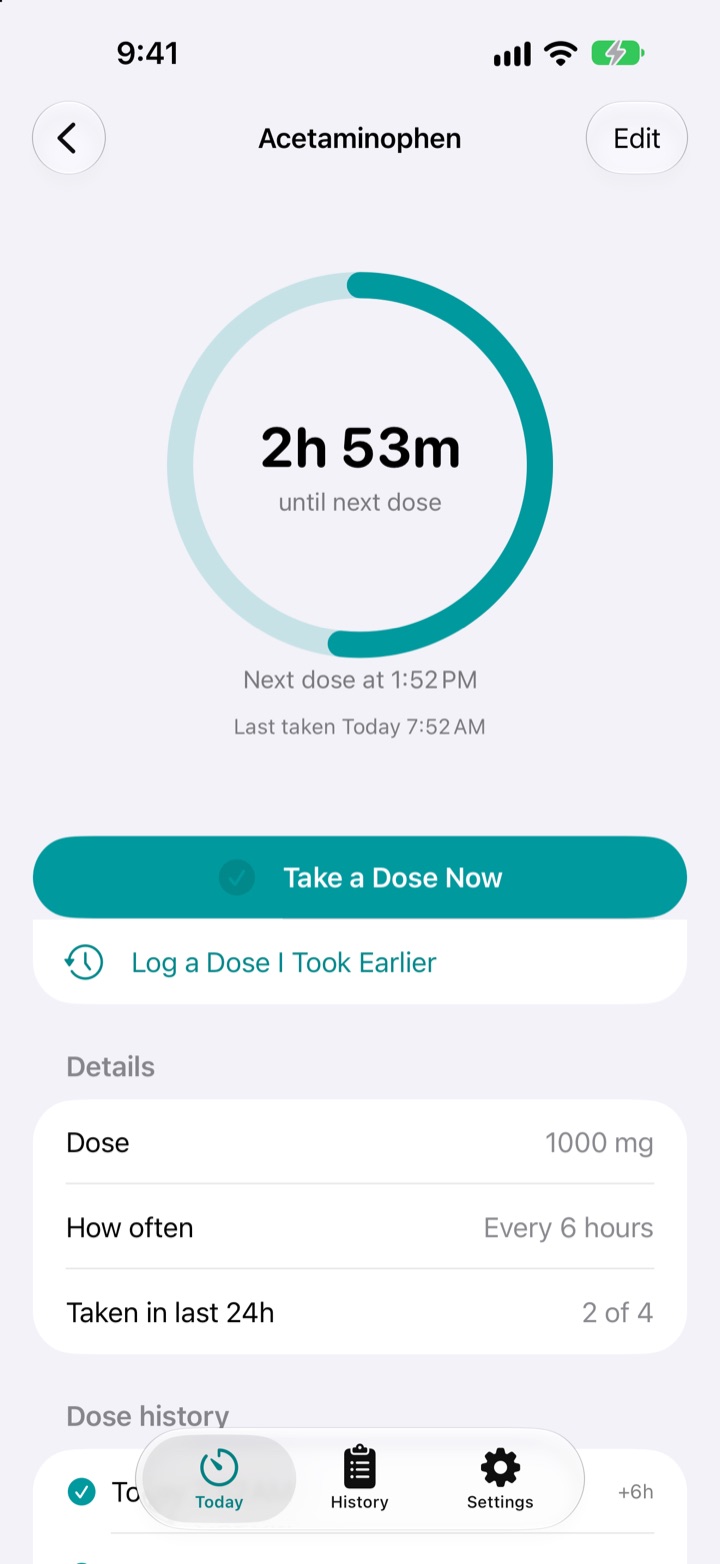 9:41
Acetaminophen
Edit
2h 53m
until next dose
Next dose at 1:52 PM
Last taken Today 7:52 AM
Take a Dose Now
Log a Dose I Took Earlier
Details
Dose 1000 mg
How often Every 6 hours
Taken in last 24h 2 of 4
Dose history
+6h
Today History Settings